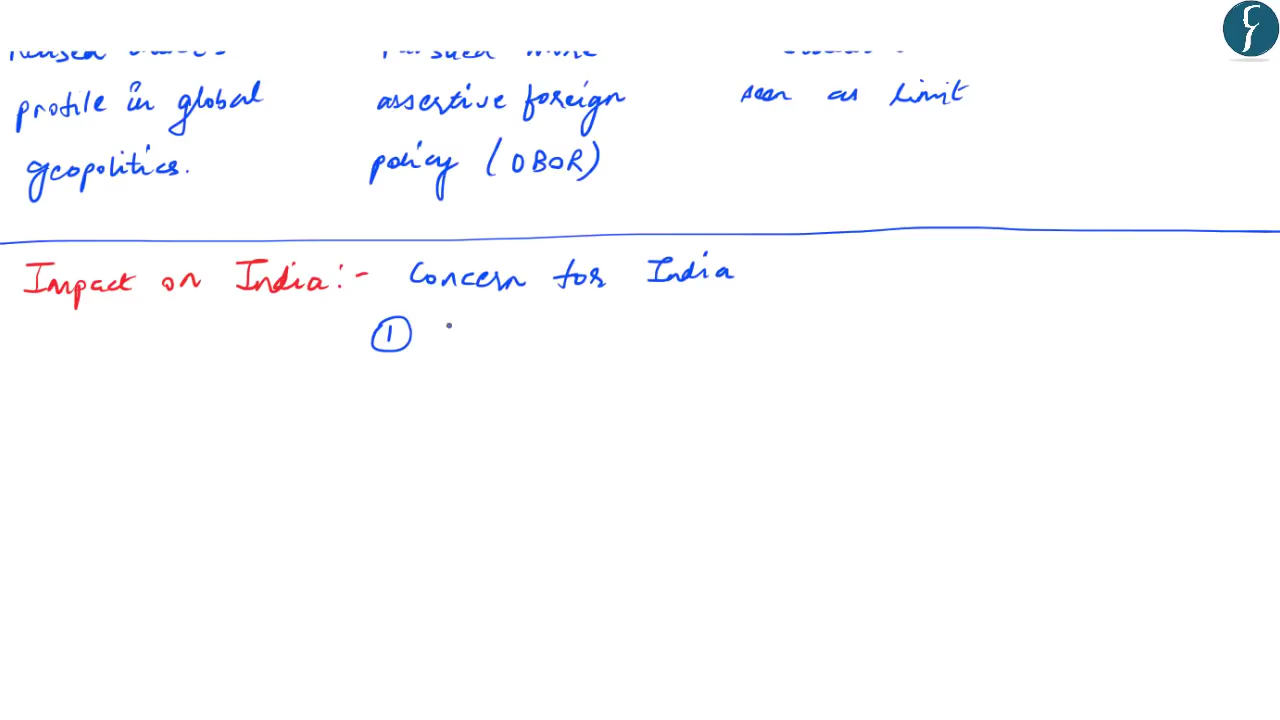 profile in global
geopolitics.
assertive foreign
policy (OBOR)
seen as limit
Impact on India:- Concern for India
1